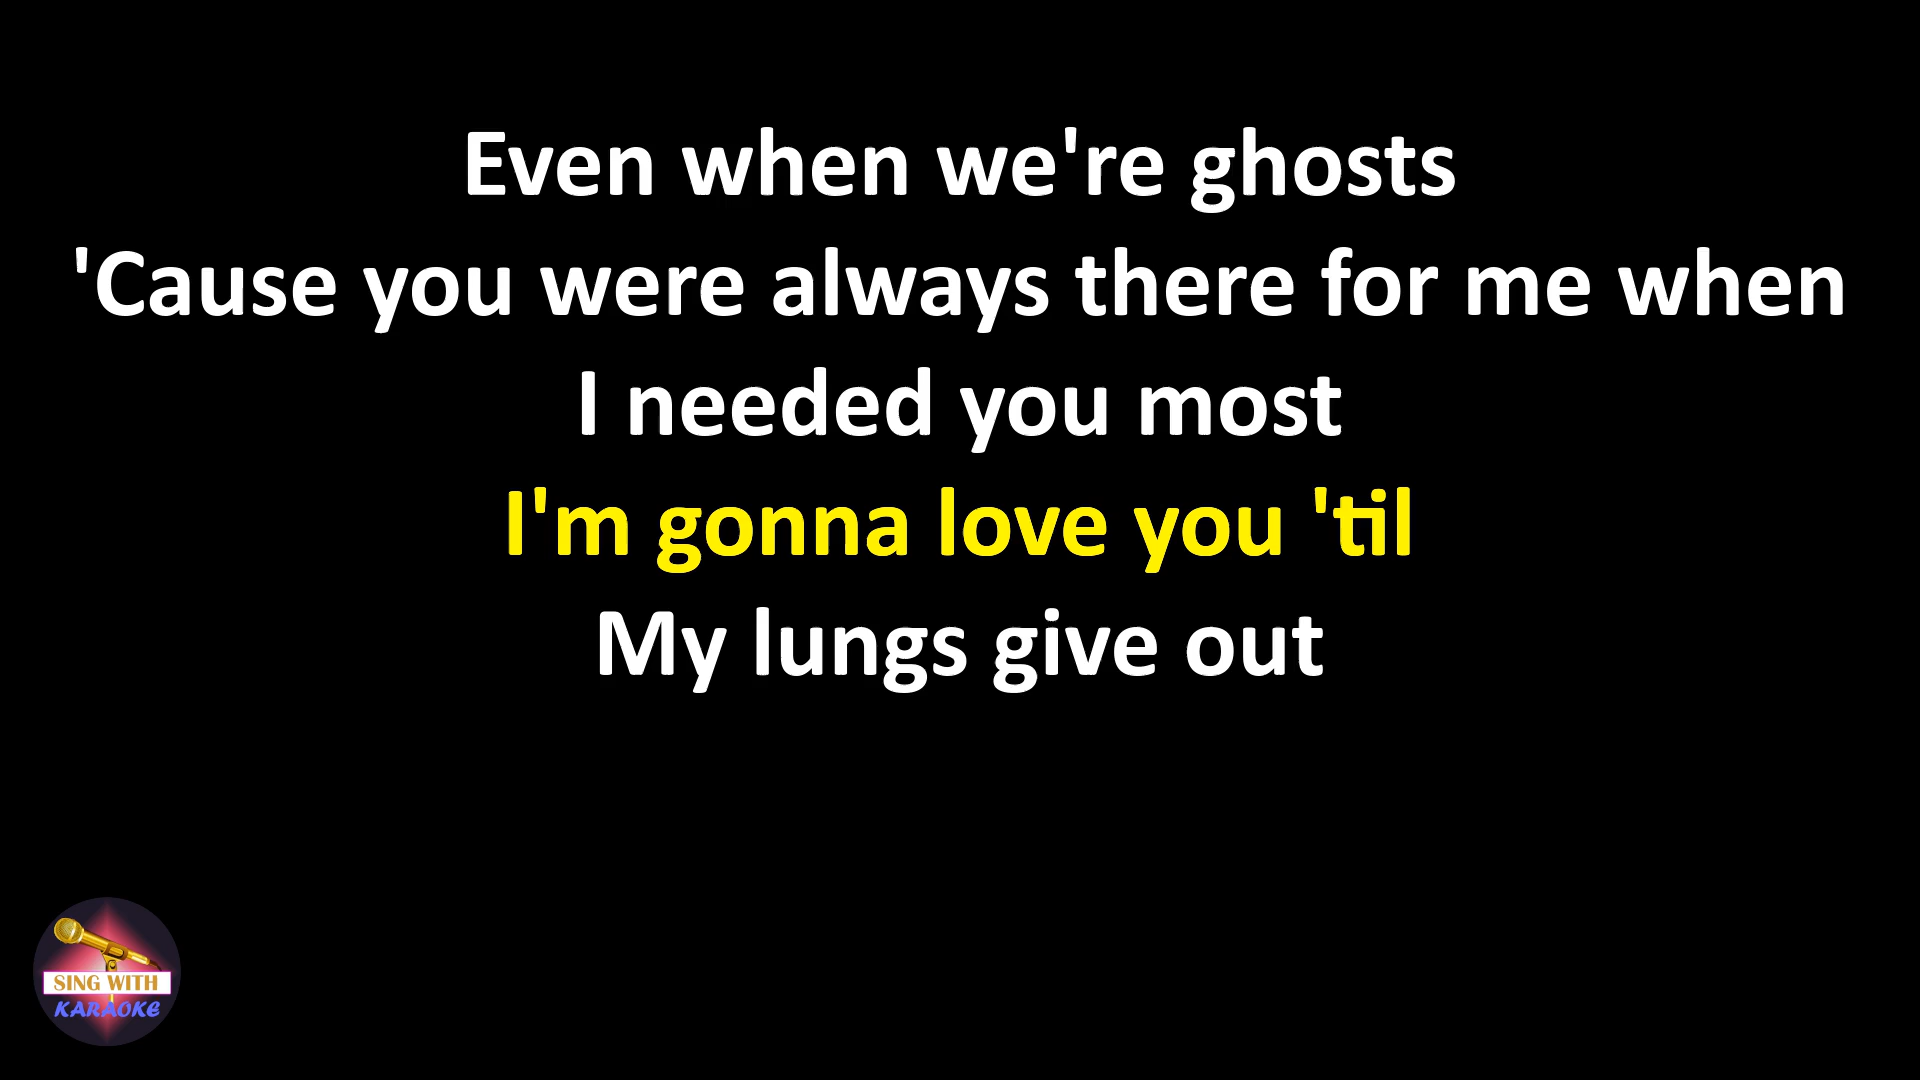 Even when we're ghosts
'Cause you were always there for me when
I needed you most
I'm gonna love you 'til
My lungs give out
SING WITH
KARAOKE